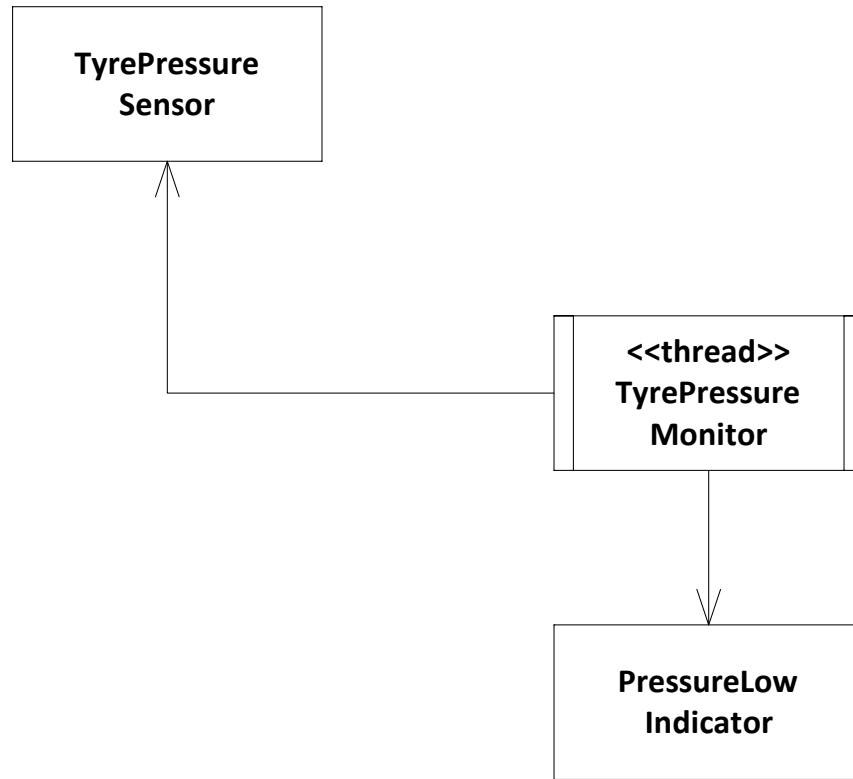 TyrePressure
Sensor
<<thread>>
TyrePressure
Monitor
PressureLow
Indicator